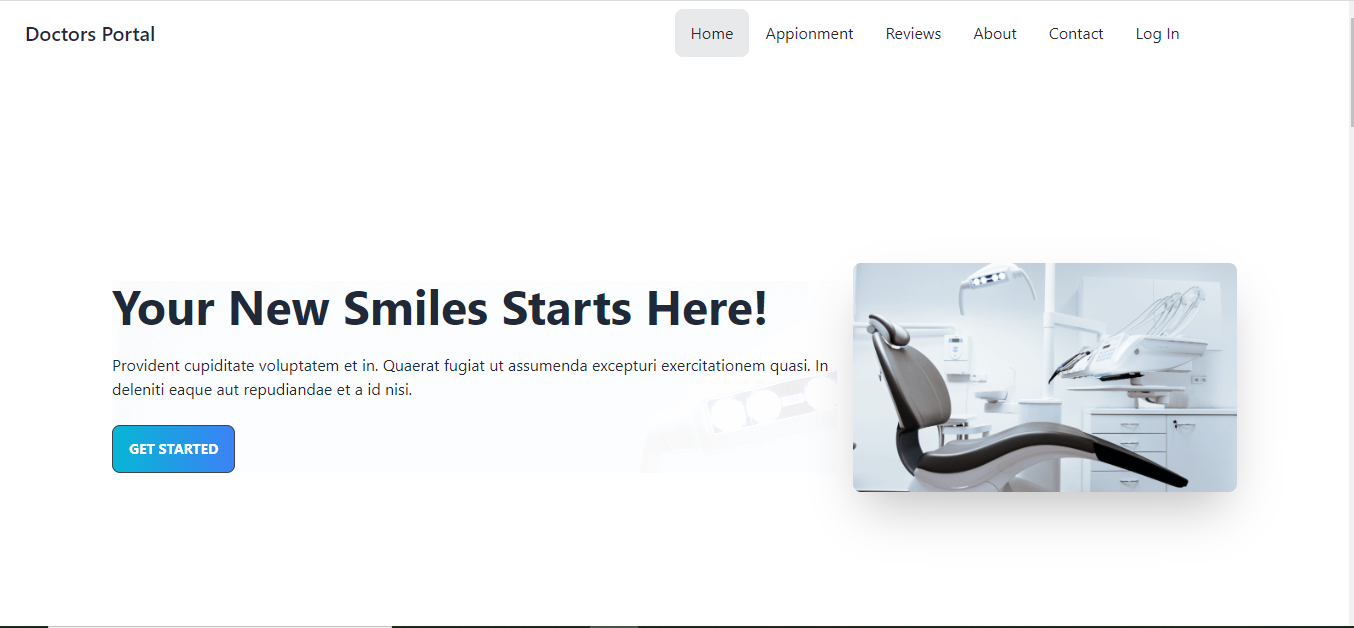 Doctors Portal
Home Appionment Reviews About Contact Log In
Your New Smiles Starts Here!
Provident cupiditate voluptatem et in. Quaerat fugiat ut assumenda excepturi exercitationem quasi. In
deleniti eaque aut repudiandae et a id nisi.
GET STARTED